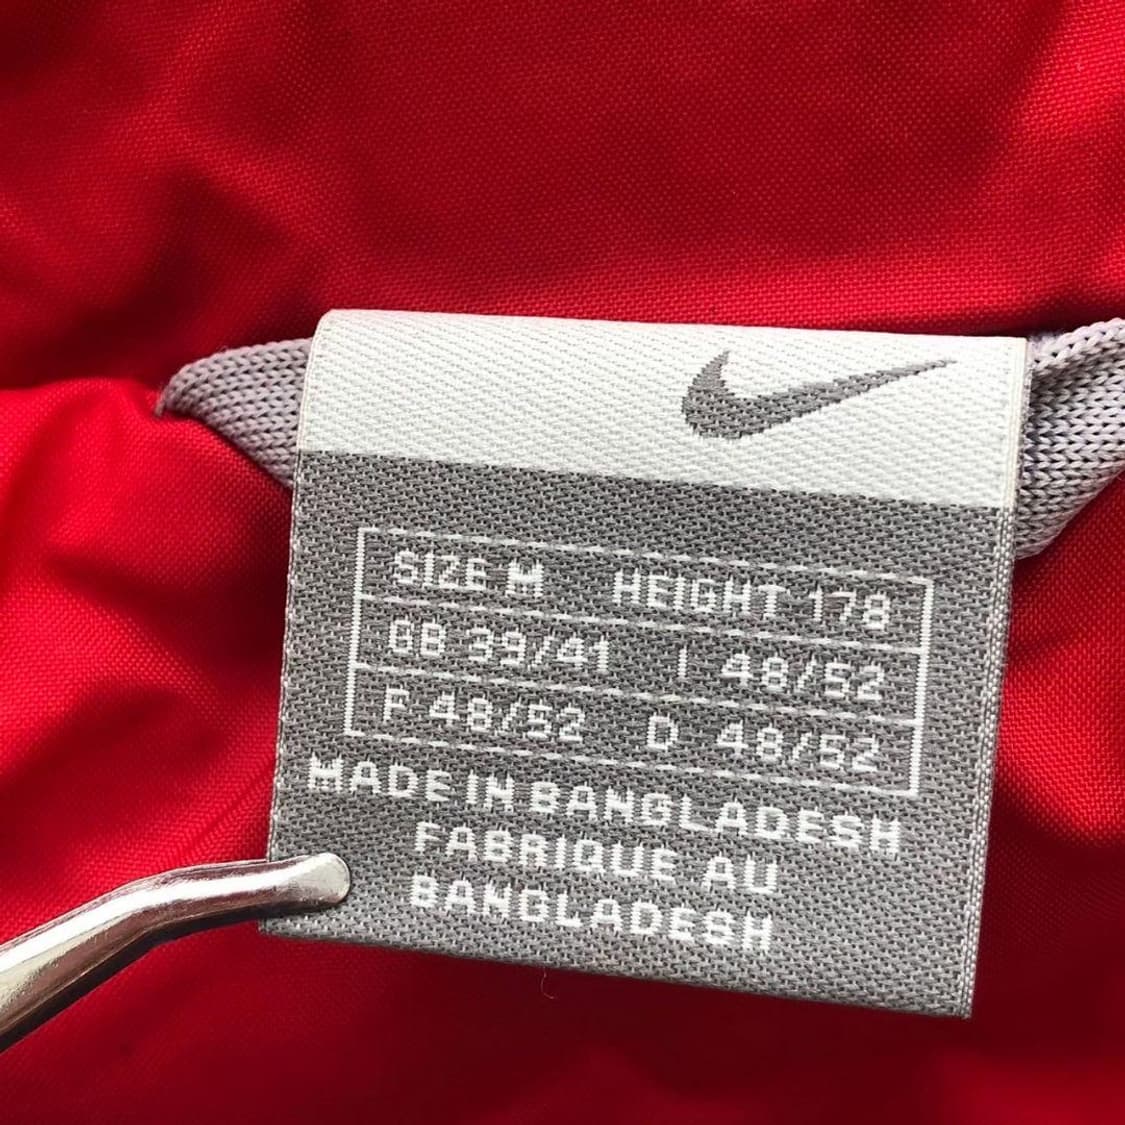 SIZE M HEIGHT 178
GB 39/41 I 48/52
F 48/52 D 48/52
MADE IN BANGLADESH
FABRIQUE AU
BANGLADESH